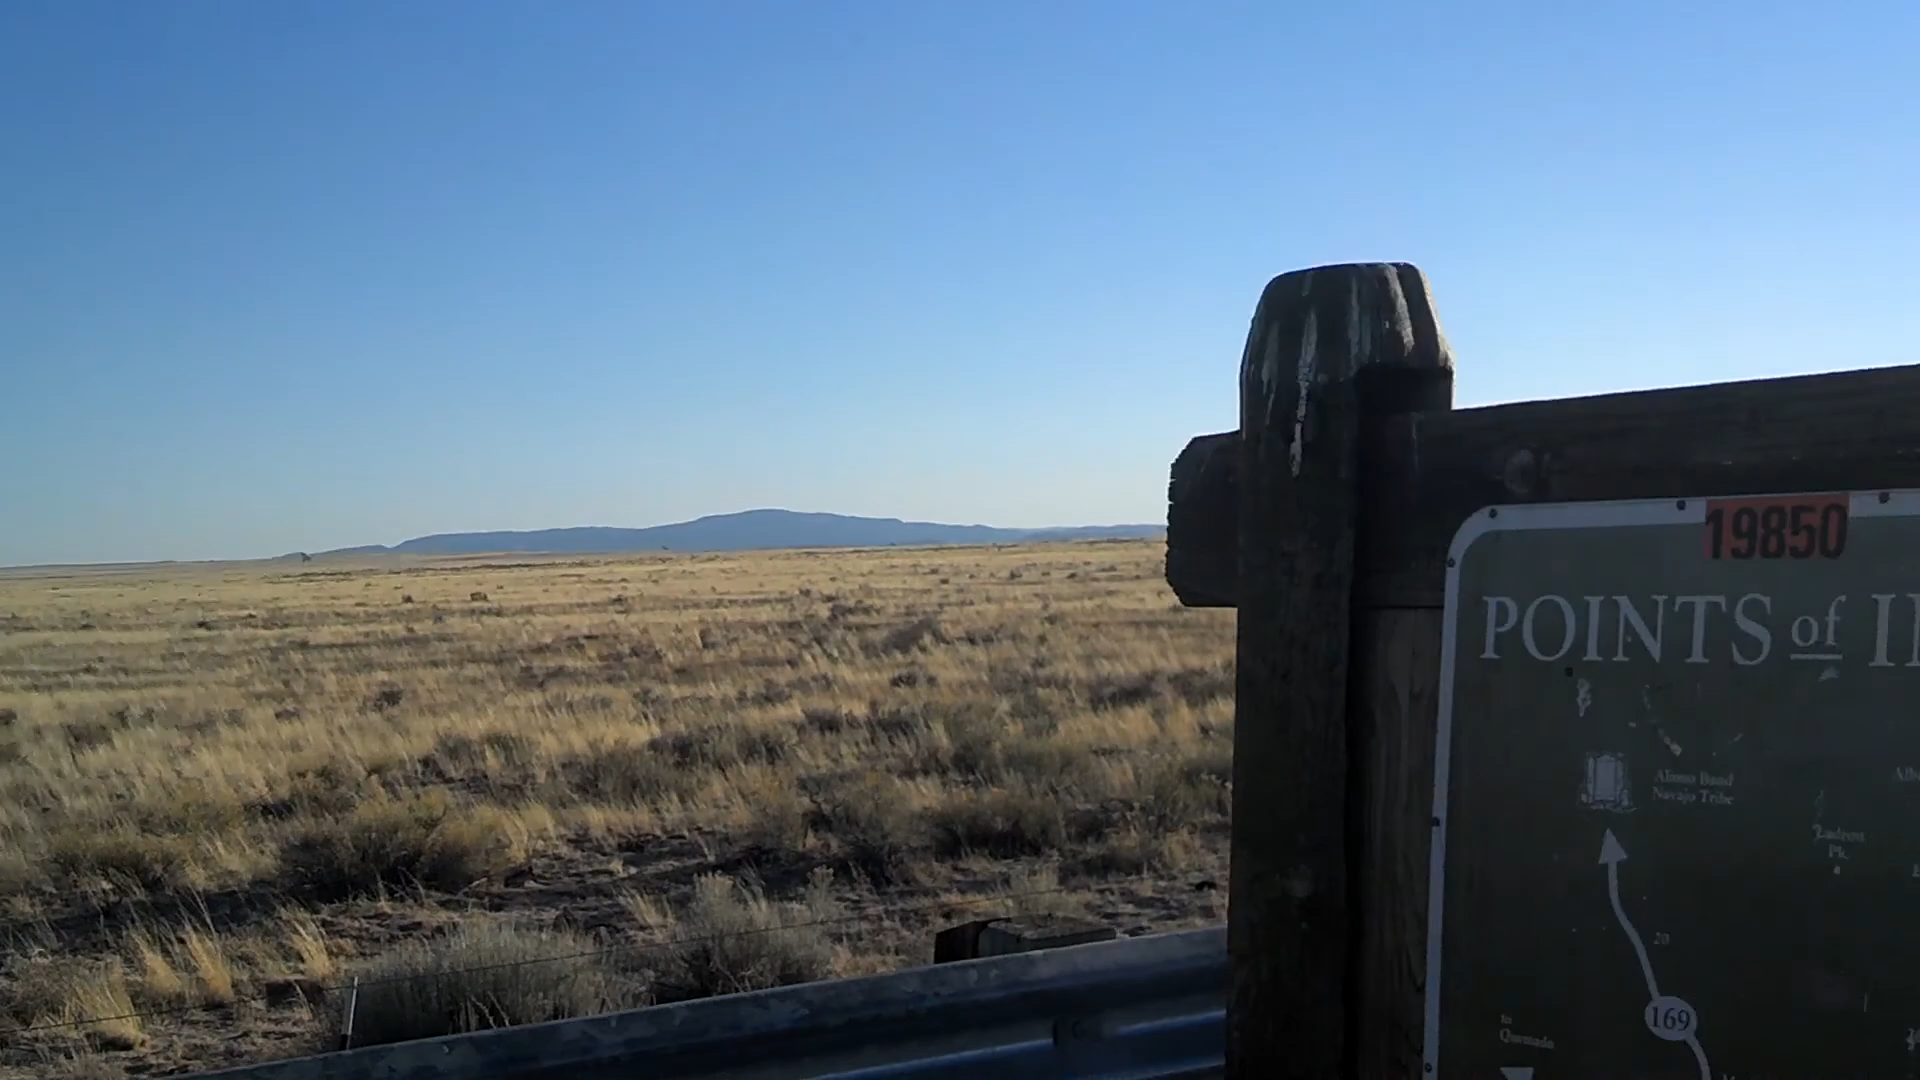 19850
POINTS of
Alamo Band
Navajo Tribe
Ladron
Pk.
20
169
to
Quemado